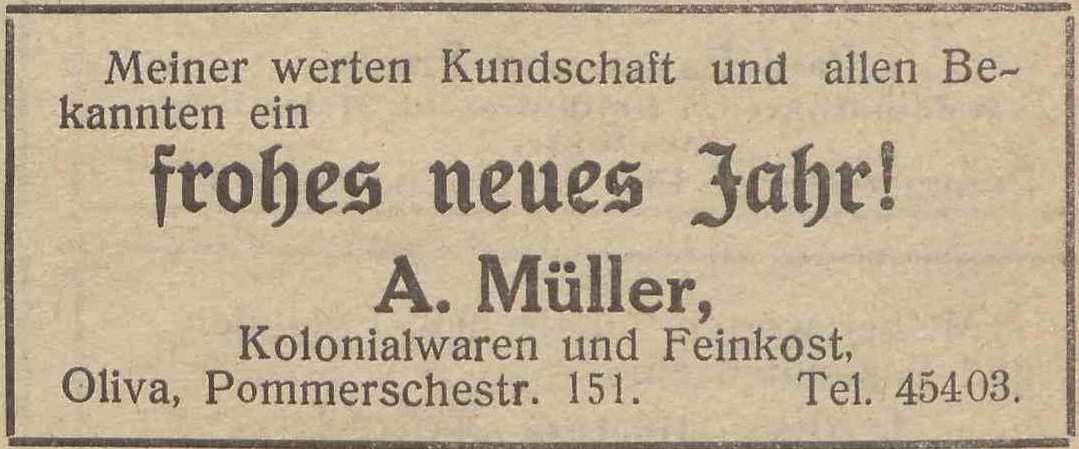 Meiner werten Kundschaft und allen Be-
kannten ein
frohes neues Jahr!
A. Müller,
Kolonialwaren und Feinkost,
Oliva, Pommerschestr. 151. Tel. 45403.